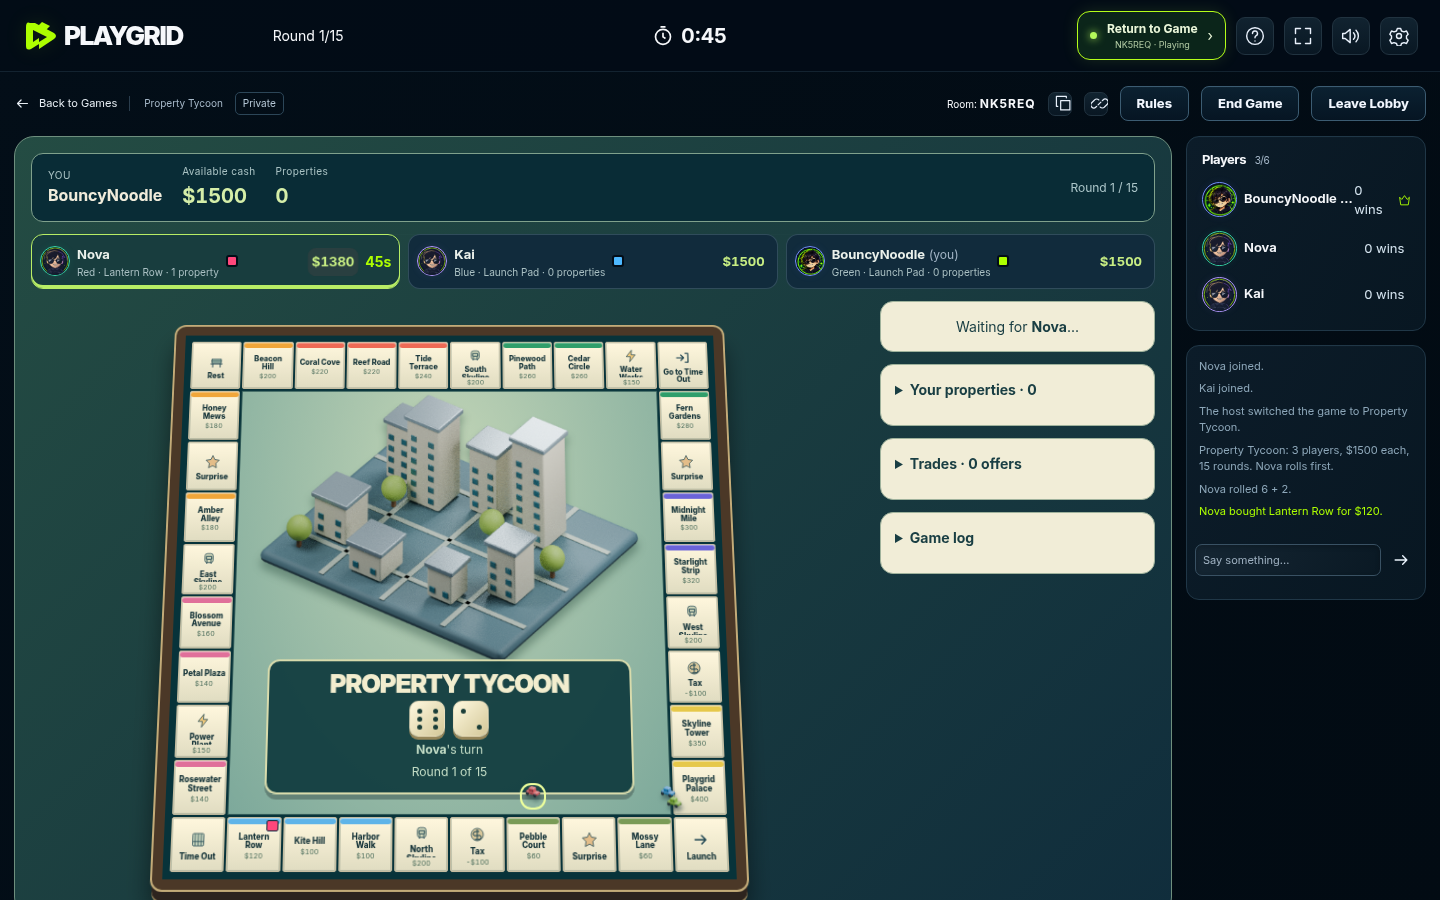 PLAYGRID
Round 1/15
0:45
Return to Game
NK5REQ · Playing
Back to Games
Property Tycoon
Private
Room: NK5REQ
Rules
End Game
Leave Lobby
YOU
BouncyNoodle
Available cash
$1500
Properties
0
Round 1 / 15
Nova
Red · Lantern Row · 1 property
$1380
45s
Kai
Blue · Launch Pad · 0 properties
$1500
BouncyNoodle (you)
Green · Launch Pad · 0 properties
$1500
Waiting for Nova...
Your properties · 0
Trades · 0 offers
Game log
Rest
Beacon
Hill
$200
Coral Cove
$220
Reef Road
$220
Tide
Terrace
$240
South
Skyline
$200
Pinewood
Path
$260
Cedar
Circle
$260
Water
Works
$150
Go to Time
Out
Honey
Mews
$180
Surprise
Amber
Alley
$180
East
Skyline
$200
Blossom
Avenue
$160
Petal Plaza
$140
Power
Plant
$150
Rosewater
Street
$140
Fern
Gardens
$280
Surprise
Midnight
Mile
$300
Starlight
Strip
$320
West
Skyline
$200
Tax
-$100
Skyline
Tower
$350
Playgrid
Palace
$400
PROPERTY TYCOON
Nova's turn
Round 1 of 15
Time Out
Lantern
Row
$120
Kite Hill
$100
Harbor
Walk
$100
North
Skyline
$200
Tax
-$100
Pebble
Court
$60
Surprise
Mossy
Lane
$60
Launch
Players 3/6
BouncyNoodle ...
0 wins
Nova
0 wins
Kai
0 wins
Nova joined.
Kai joined.
The host switched the game to Property
Tycoon.
Property Tycoon: 3 players, $1500 each,
15 rounds. Nova rolls first.
Nova rolled 6 + 2.
Nova bought Lantern Row for $120.
Say something...